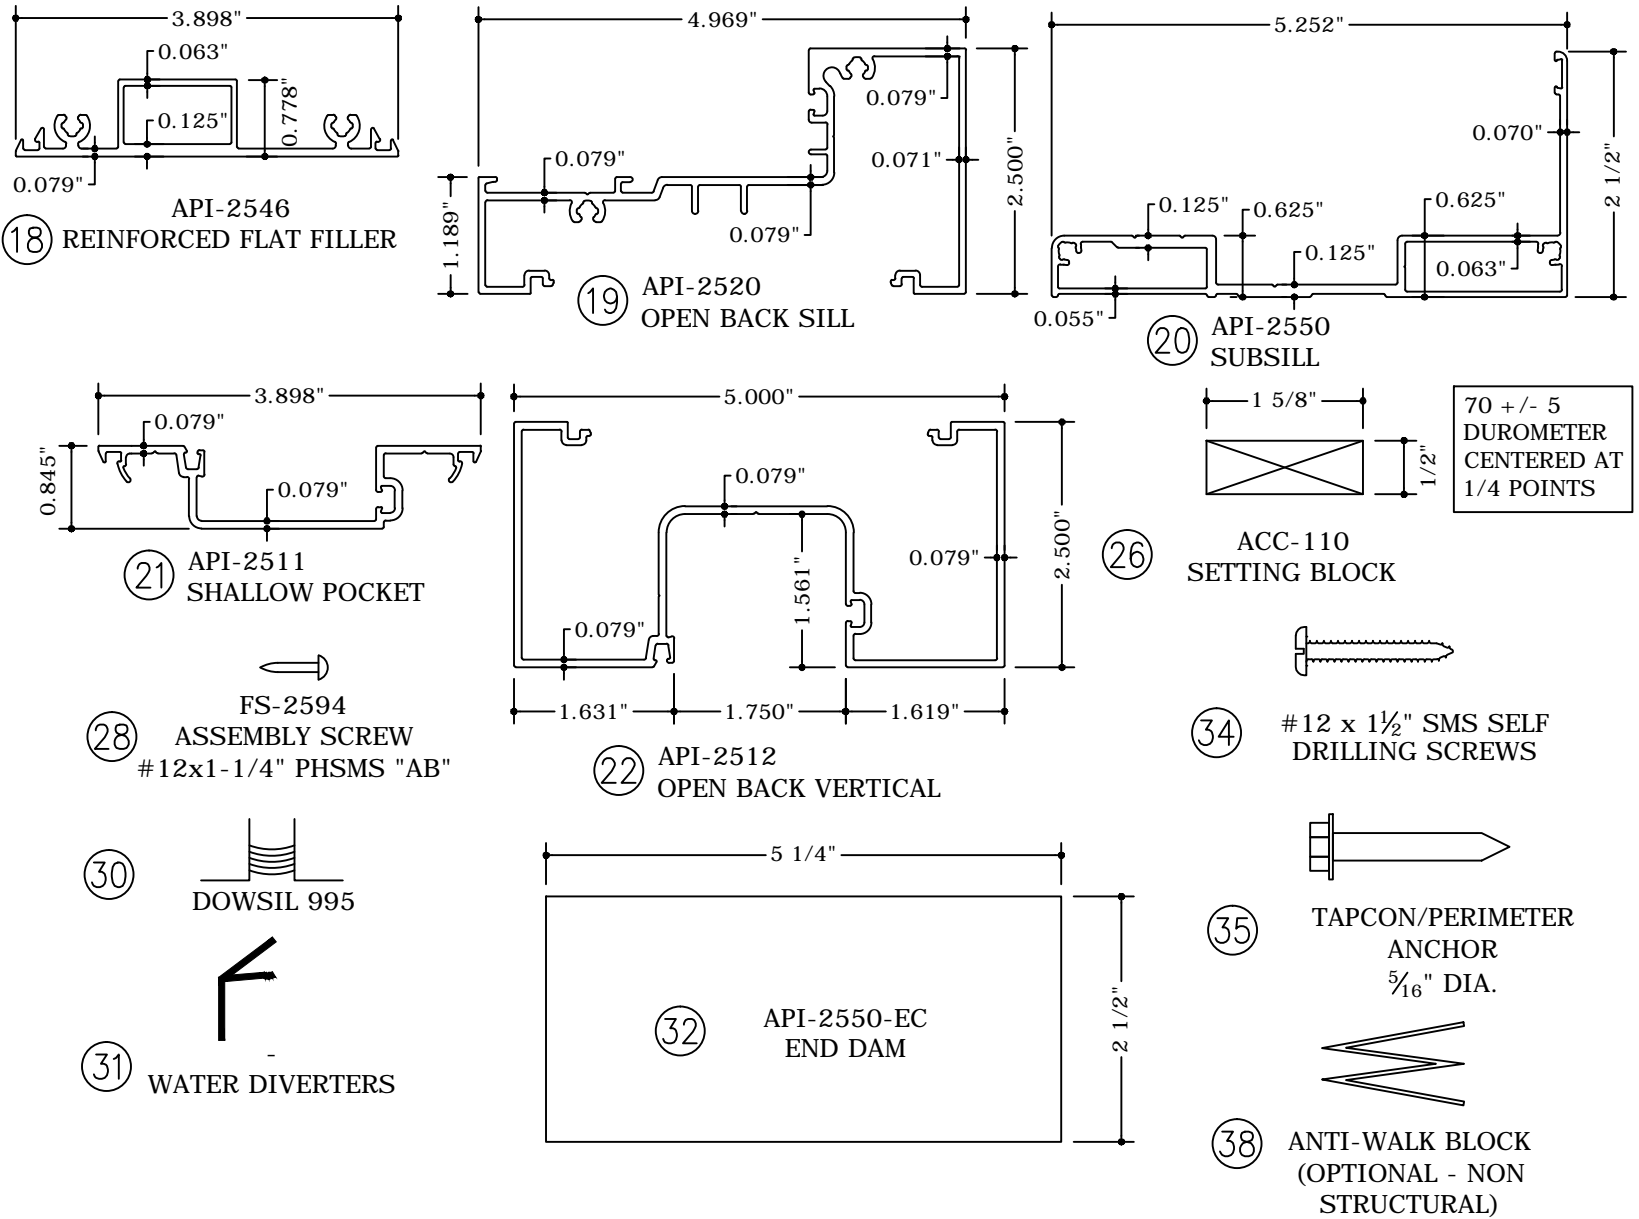 3.898"
0.063"
0.778"
0.125"
0.079"
API-2546
18 REINFORCED FLAT FILLER
4.969"
0.079"
0.079"
0.071"
2.500"
1.189"
0.079"
19 API-2520
OPEN BACK SILL
5.252"
0.070"
2 1/2"
0.125" 0.625" 0.625"
0.125"
0.063"
0.055"
20 API-2550
SUBSILL
3.898"
0.079"
0.845"
0.079"
21 API-2511
SHALLOW POCKET
5.000"
0.079"
0.079"
2.500"
1.561"
0.079"
1.631" 1.750" 1.619"
22 API-2512
OPEN BACK VERTICAL
1 5/8"
1/2"
70 +/- 5
DUROMETER
CENTERED AT
1/4 POINTS
26 ACC-110
SETTING BLOCK
FS-2594
28 ASSEMBLY SCREW
#12x1-1/4" PHSMS "AB"
34 #12 x 1½" SMS SELF
DRILLING SCREWS
30
DOWSIL 995
31 -
WATER DIVERTERS
5 1/4"
2 1/2"
32 API-2550-EC
END DAM
35 TAPCON/PERIMETER
ANCHOR
5⁄16" DIA.
38 ANTI-WALK BLOCK
(OPTIONAL - NON
STRUCTURAL)